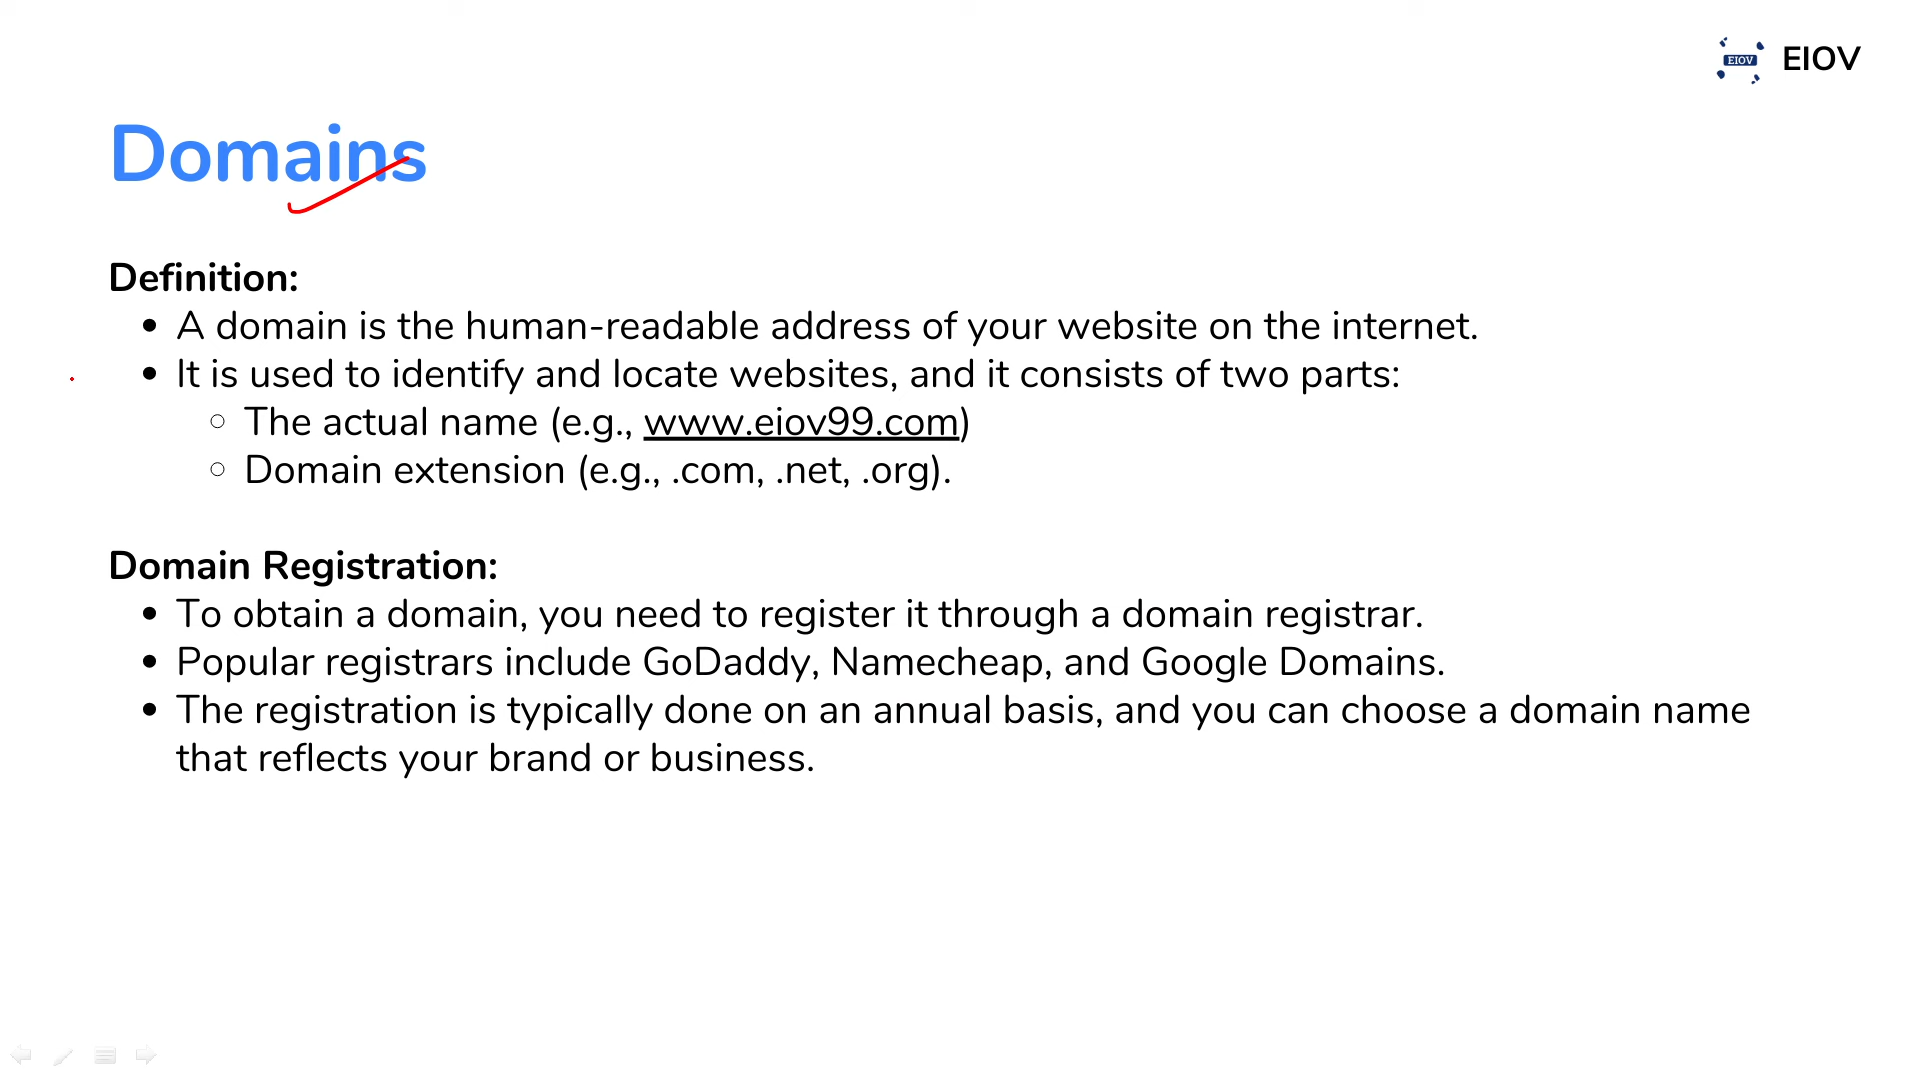 EIOV EIOV
Domains
Definition:
• A domain is the human-readable address of your website on the internet.
• It is used to identify and locate websites, and it consists of two parts:
○ The actual name (e.g., www.eiov99.com)
○ Domain extension (e.g., .com, .net, .org).
Domain Registration:
• To obtain a domain, you need to register it through a domain registrar.
• Popular registrars include GoDaddy, Namecheap, and Google Domains.
• The registration is typically done on an annual basis, and you can choose a domain name
that reflects your brand or business.